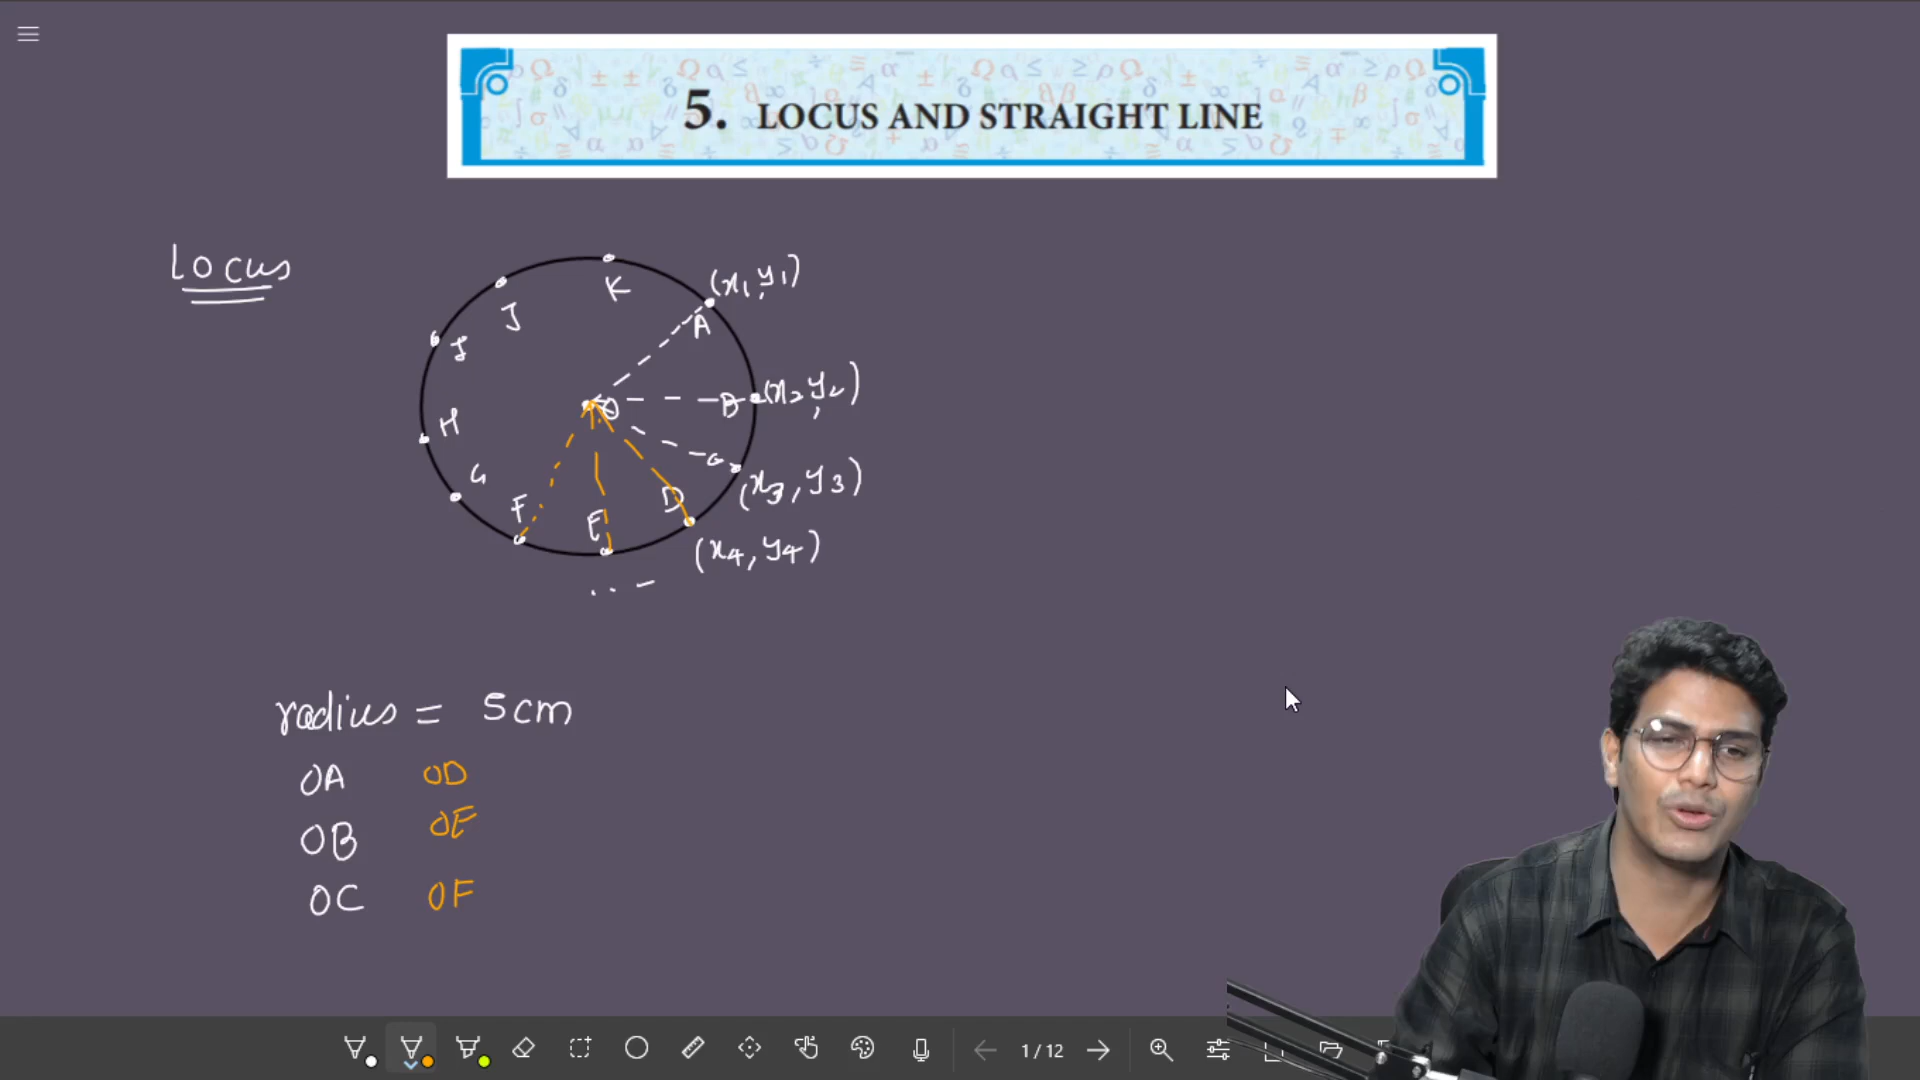 5. LOCUS AND STRAIGHT LINE
Locus
K
(x₁, y₁)
J
A
I
(x₂, y₂)
B
O
H
C
G
(x₃, y₃)
D
F
E
(x₄, y₄)
.. –
radius = 5cm
OA OD
OB OE
OC OF
1 / 12